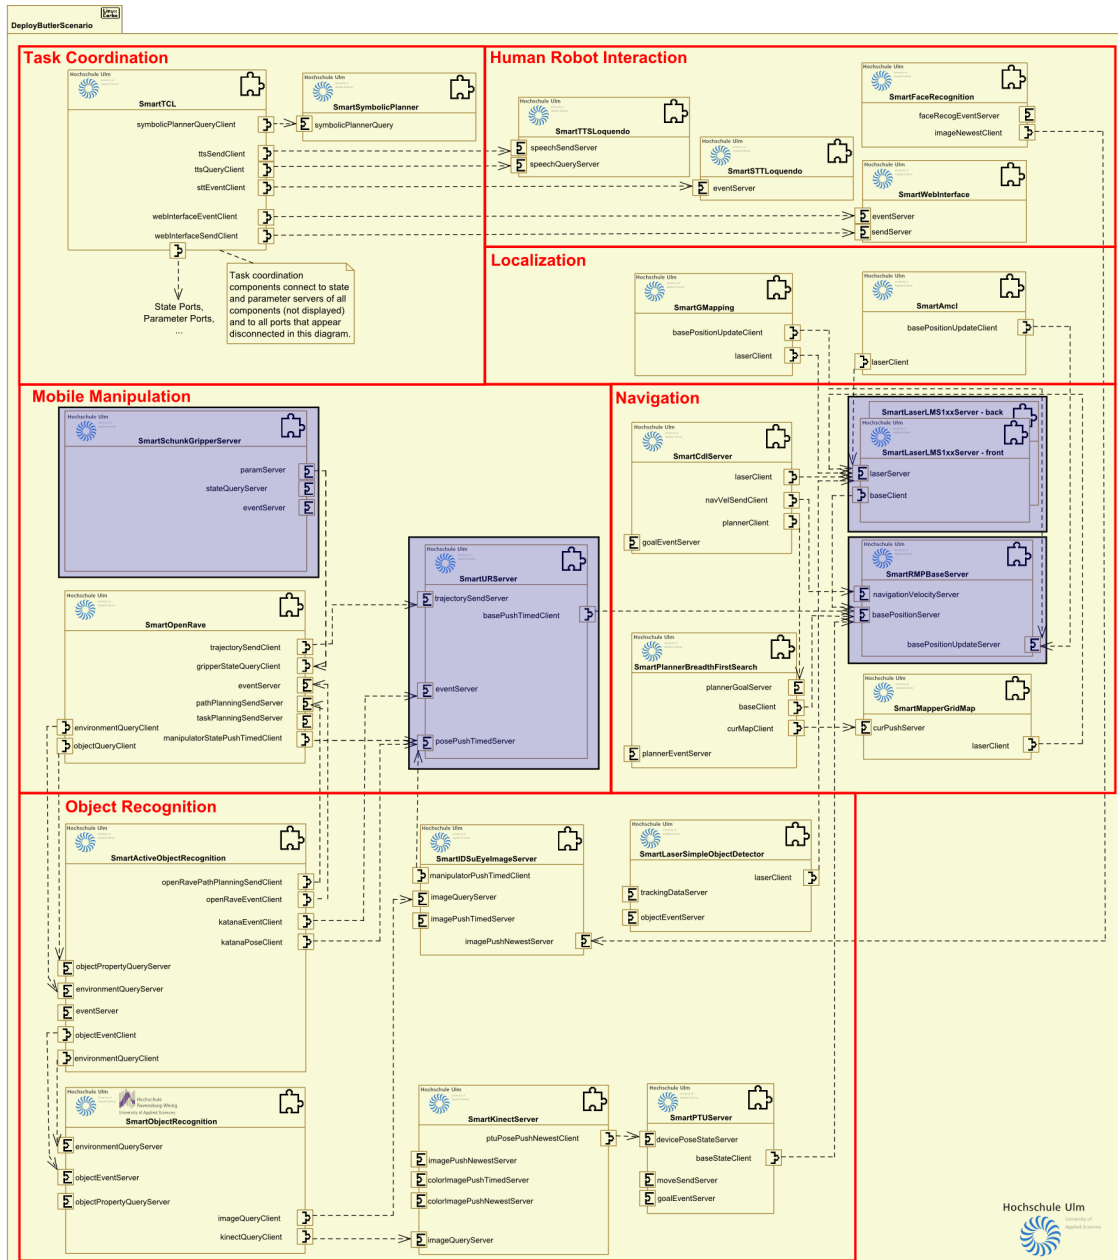 DeployButlerScenario
Linux
Corba
Task Coordination
Hochschule Ulm
SmartTCL
symbolicPlannerQueryClient
ttsSendClient
ttsQueryClient
sttEventClient
webInterfaceEventClient
webInterfaceSendClient
State Ports,
Parameter Ports,
...
Task coordination
components connect to state
and parameter servers of all
components (not displayed)
and to all ports that appear
disconnected in this diagram.
Hochschule Ulm
SmartSymbolicPlanner
symbolicPlannerQuery
Human Robot Interaction
Hochschule Ulm
SmartTTSLoquendo
speechSendServer
speechQueryServer
Hochschule Ulm
SmartSTTLoquendo
eventServer
Hochschule Ulm
SmartFaceRecognition
faceRecogEventServer
imageNewestClient
Hochschule Ulm
SmartWebInterface
eventServer
sendServer
Localization
Hochschule Ulm
SmartGMapping
basePositionUpdateClient
laserClient
Hochschule Ulm
SmartAmcl
basePositionUpdateClient
laserClient
Mobile Manipulation
Hochschule Ulm
SmartSchunkGripperServer
paramServer
stateQueryServer
eventServer
Hochschule Ulm
SmartOpenRave
trajectorySendClient
gripperStateQueryClient
eventServer
pathPlanningSendServer
taskPlanningSendServer
environmentQueryClient
manipulatorStatePushTimedClient
objectQueryClient
Hochschule Ulm
SmartURServer
trajectorySendServer
basePushTimedClient
eventServer
posePushTimedServer
Navigation
Hochschule Ulm
SmartCdlServer
laserClient
navVelSendClient
plannerClient
goalEventServer
SmartLaserLMS1xxServer - back
Hochschule Ulm
SmartLaserLMS1xxServer - front
laserServer
baseClient
Hochschule Ulm
SmartRMPBaseServer
navigationVelocityServer
basePositionServer
basePositionUpdateServer
Hochschule Ulm
SmartPlannerBreadthFirstSearch
plannerGoalServer
baseClient
curMapClient
plannerEventServer
Hochschule Ulm
SmartMapperGridMap
curPushServer
laserClient
Object Recognition
Hochschule Ulm
SmartActiveObjectRecognition
openRavePathPlanningSendClient
openRaveEventClient
katanaEventClient
katanaPoseClient
objectPropertyQueryServer
environmentQueryServer
eventServer
objectEventClient
environmentQueryClient
Hochschule Ulm
SmartIDSuEyeImageServer
manipulatorPushTimedClient
imageQueryServer
imagePushTimedServer
imagePushNewestServer
Hochschule Ulm
SmartLaserSimpleObjectDetector
laserClient
trackingDataServer
objectEventServer
Hochschule Ulm
Hochschule
Ravensburg-Weingarten
University of Applied Sciences
SmartObjectRecognition
environmentQueryServer
objectEventServer
objectPropertyQueryServer
imageQueryClient
kinectQueryClient
Hochschule Ulm
SmartKinectServer
ptuPosePushNewestClient
imagePushNewestServer
colorImagePushTimedServer
colorImagePushNewestServer
imageQueryServer
Hochschule Ulm
SmartPTUServer
devicePoseStateServer
baseStateClient
moveSendServer
goalEventServer
Hochschule Ulm
University of
Applied Sciences